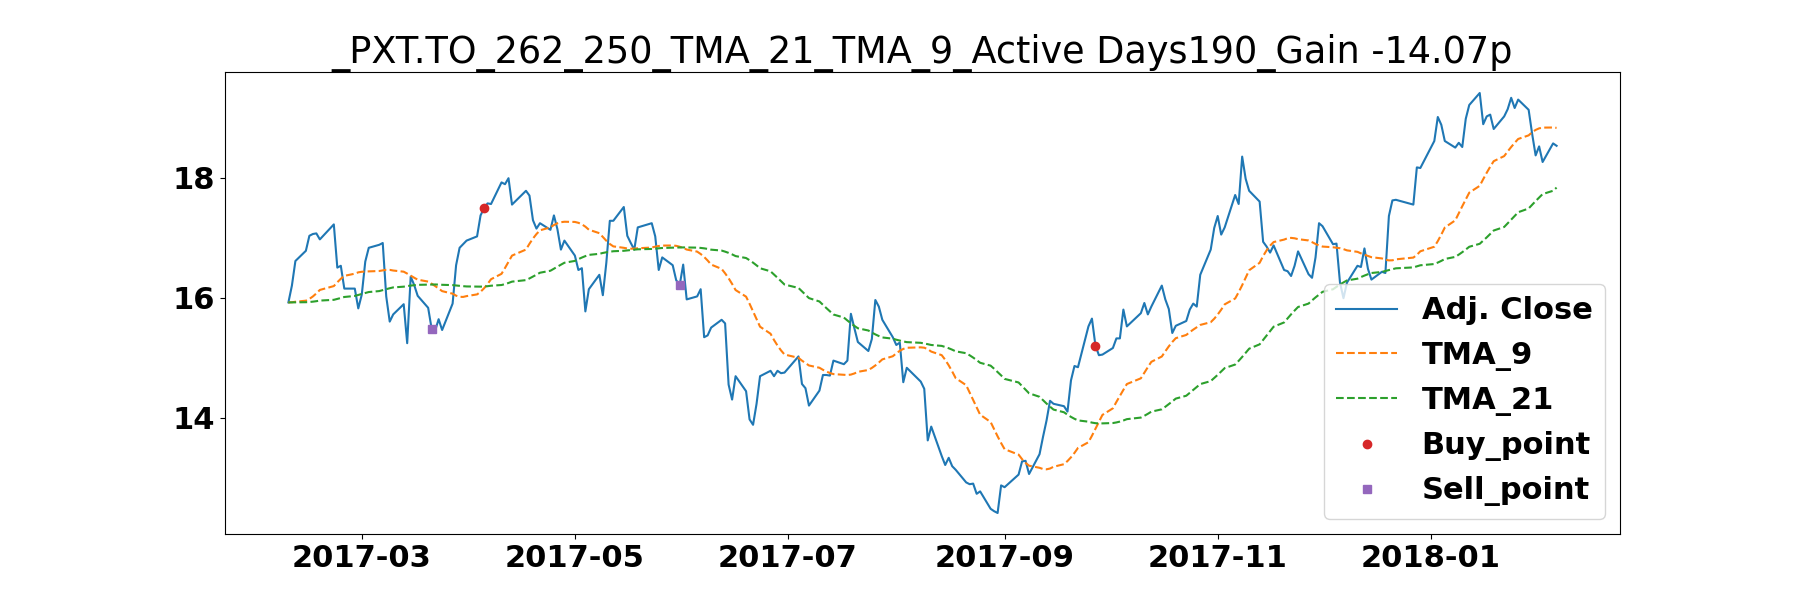 _PXT.TO_262_250_TMA_21_TMA_9_Active Days190_Gain -14.07p
18
16
14
2017-03 2017-05 2017-07 2017-09 2017-11 2018-01
Adj. Close
TMA_9
TMA_21
Buy_point
Sell_point